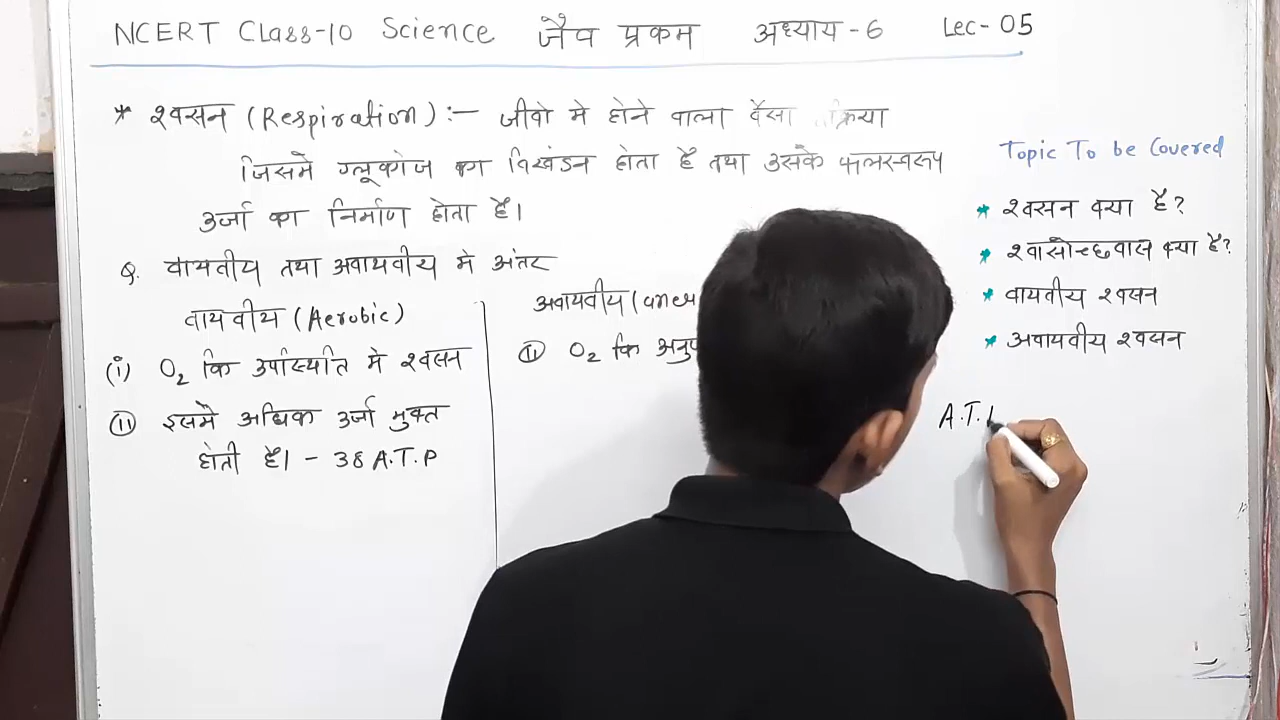 NCERT Class-10 Science जैव प्रक्रम अध्याय - 6 Lec- 05
* श्वसन (Respiration) :- जीवो मे होने वाला वैसा
जिसमे ग्लूकोज का विखंडन होता है तथा उसके फलस्वरूप
उर्जा का निर्माण होता है।
Q. वायवीय तथा अवायवीय मे अंतर
वायवीय (Aerobic)
(i) O₂ कि उपस्थिति मे श्वसन
(ii) इसमे अधिक उर्जा मुक्त
होती है। - 38 A.T.P
अवायवीय
O₂ कि
A.T.
Topic To be Covered
* श्वसन क्या है?
* श्वासोच्छवास क्या है?
* वायवीय श्वसन
* अवायवीय श्वसन